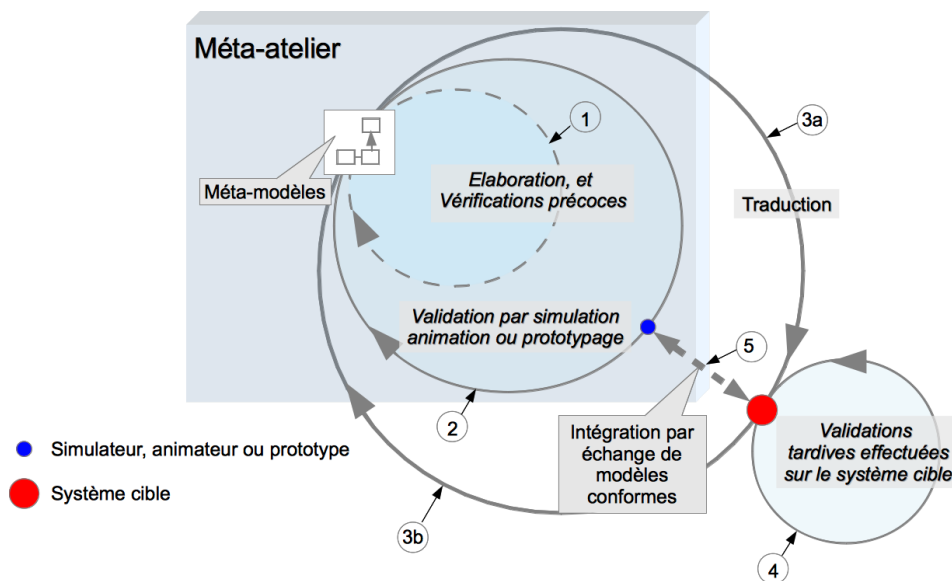 Méta-atelier
1
3a
Méta-modèles
Elaboration, et
Vérifications précoces
Traduction
Validation par simulation
animation ou prototypage
5
2
Intégration par
échange de
modèles
conformes
Validations
tardives effectuées
sur le système cible
Simulateur, animateur ou prototype
Système cible
3b
4